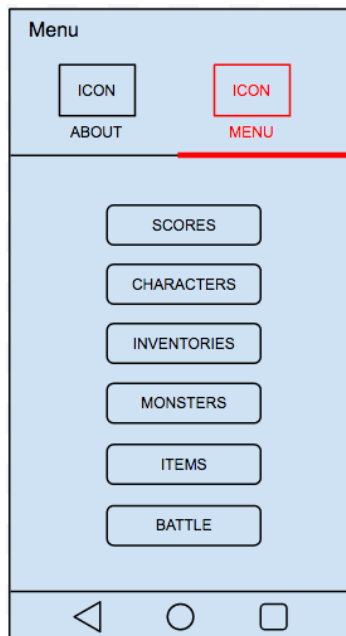 Menu
ICON ICON
ABOUT MENU
SCORES
CHARACTERS
INVENTORIES
MONSTERS
ITEMS
BATTLE